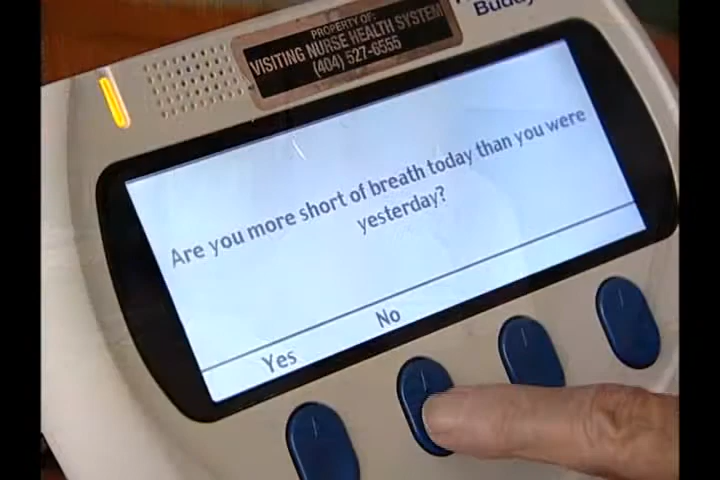 Buddy
PROPERTY OF:
VISITING NURSE HEALTH SYSTEM
(404) 527-6555
Are you more short of breath today than you were
yesterday?
Yes No